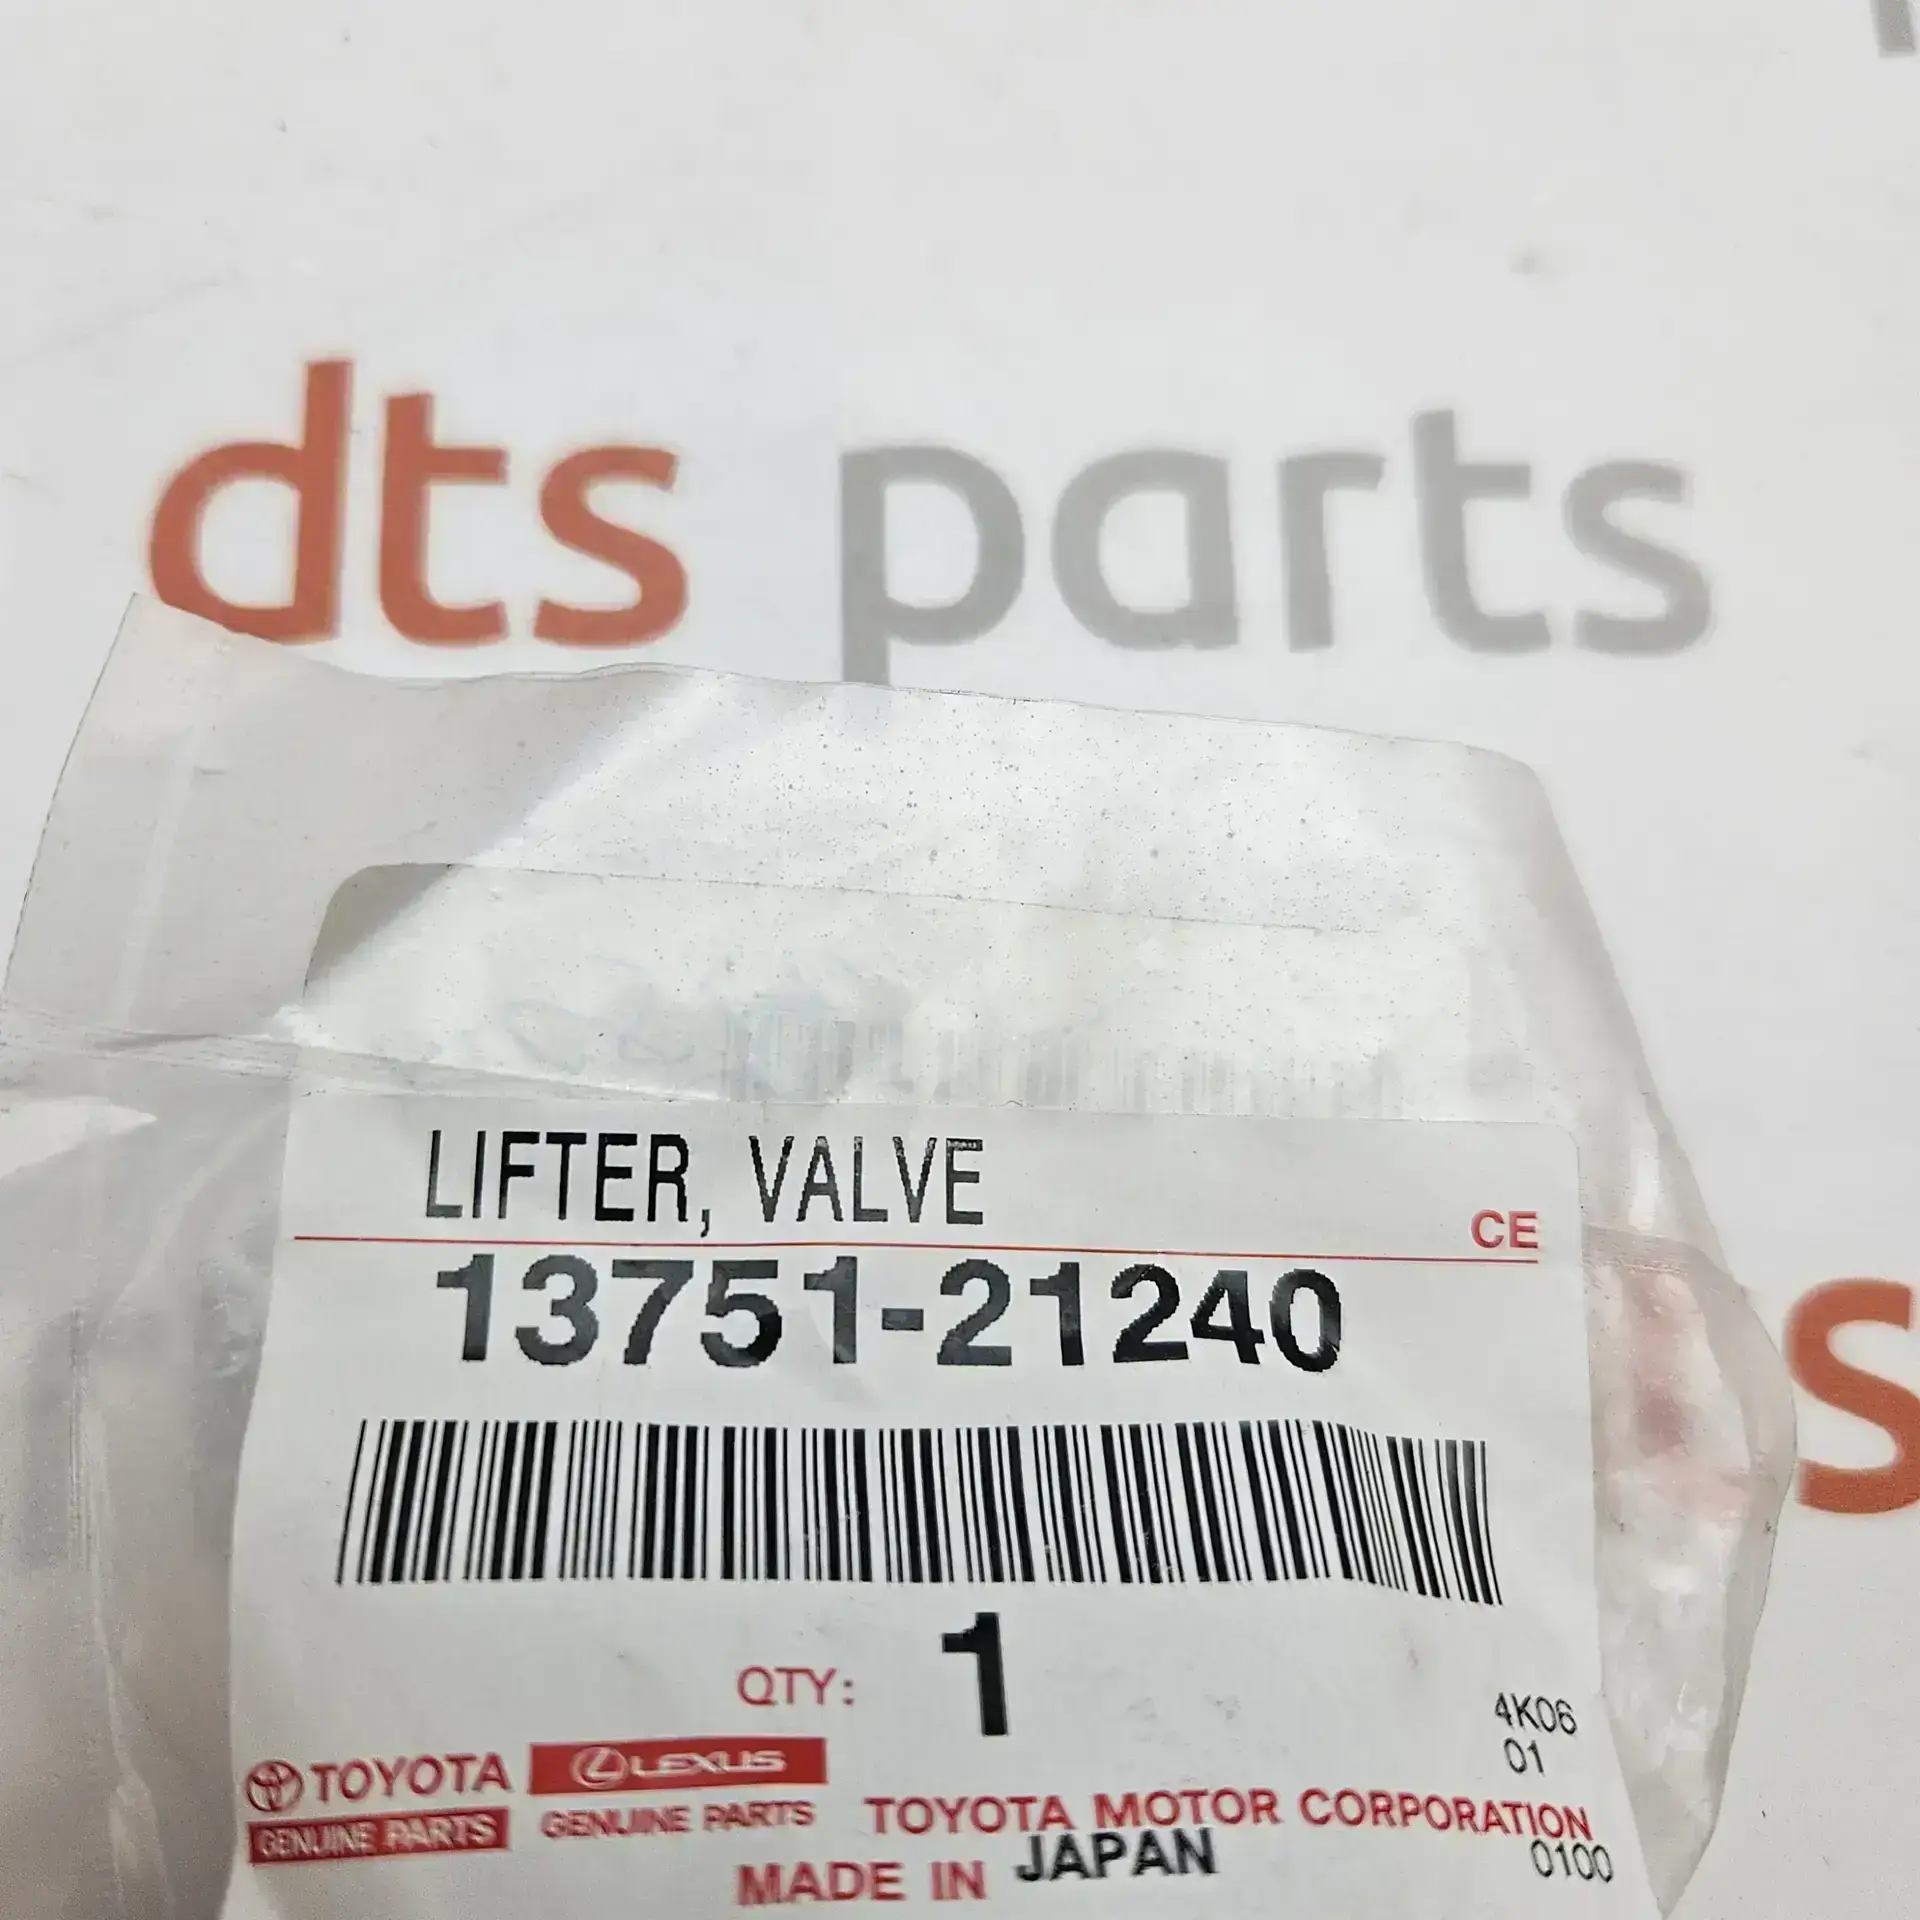 dts parts
LIFTER, VALVE
CE
13751-21240
s
QTY: 1
4K06
01
TOYOTA LEXUS
GENUINE PARTS GENUINE PARTS
TOYOTA MOTOR CORPORATION
0100
MADE IN JAPAN